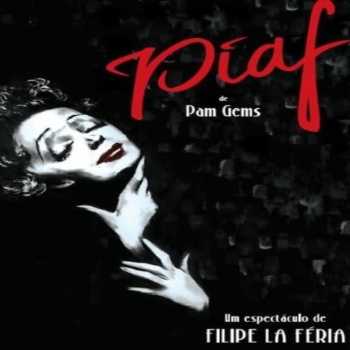 Piaf
de
Pam Gems
Um espectáculo de
FILIPE LA FÉRIA